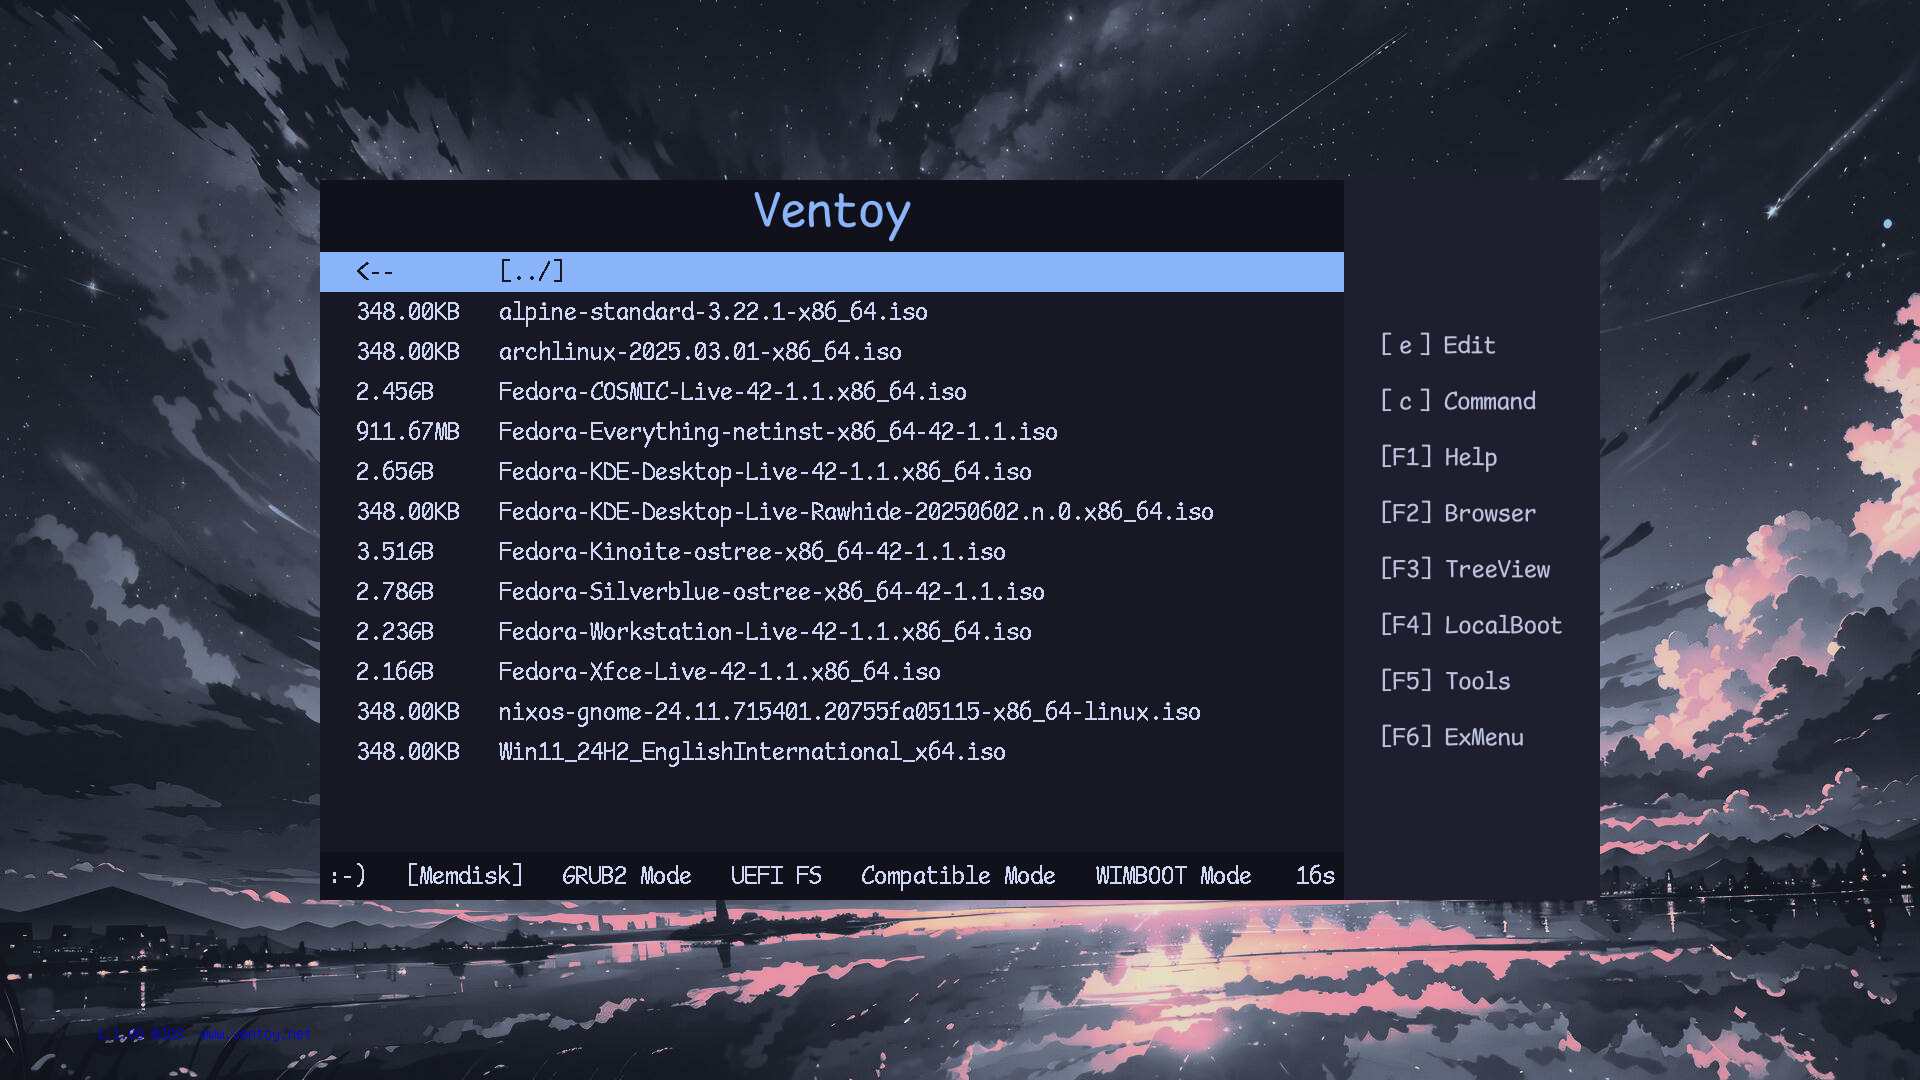 Ventoy
<-- [../]
348.00KB alpine-standard-3.22.1-x86_64.iso
348.00KB archlinux-2025.03.01-x86_64.iso
2.45GB Fedora-COSMIC-Live-42-1.1.x86_64.iso
911.67MB Fedora-Everything-netinst-x86_64-42-1.1.iso
2.65GB Fedora-KDE-Desktop-Live-42-1.1.x86_64.iso
348.00KB Fedora-KDE-Desktop-Live-Rawhide-20250602.n.0.x86_64.iso
3.51GB Fedora-Kinoite-ostree-x86_64-42-1.1.iso
2.78GB Fedora-Silverblue-ostree-x86_64-42-1.1.iso
2.23GB Fedora-Workstation-Live-42-1.1.x86_64.iso
2.16GB Fedora-Xfce-Live-42-1.1.x86_64.iso
348.00KB nixos-gnome-24.11.715401.20755fa05115-x86_64-linux.iso
348.00KB Win11_24H2_EnglishInternational_x64.iso
[ e ] Edit
[ c ] Command
[F1] Help
[F2] Browser
[F3] TreeView
[F4] LocalBoot
[F5] Tools
[F6] ExMenu
:-) [Memdisk] GRUB2 Mode UEFI FS Compatible Mode WIMBOOT Mode 16s
www.ventoy.net